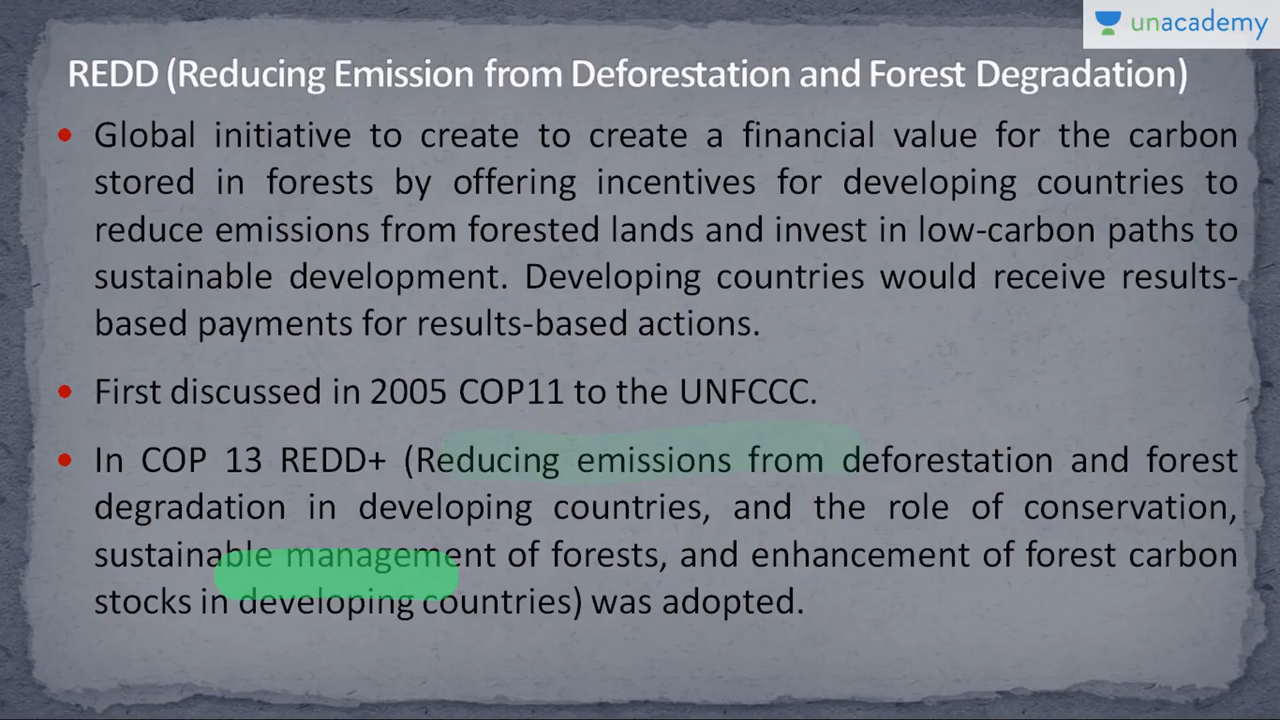 unacademy
REDD (Reducing Emission from Deforestation and Forest Degradation)
• Global initiative to create to create a financial value for the carbon
stored in forests by offering incentives for developing countries to
reduce emissions from forested lands and invest in low-carbon paths to
sustainable development. Developing countries would receive results-
based payments for results-based actions.
• First discussed in 2005 COP11 to the UNFCCC.
• In COP 13 REDD+ (Reducing emissions from deforestation and forest
degradation in developing countries, and the role of conservation,
sustainable management of forests, and enhancement of forest carbon
stocks in developing countries) was adopted.